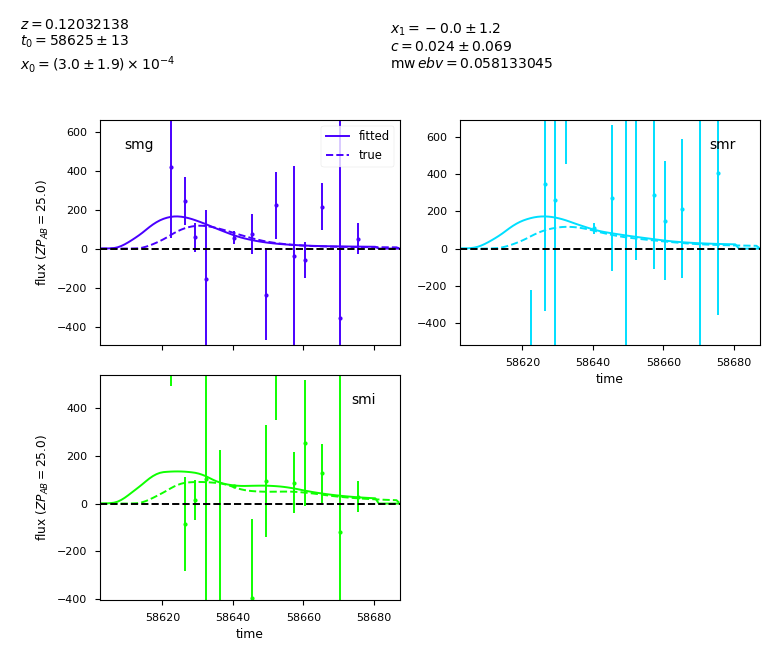 z = 0.12032138
t₀ = 58625 ± 13
x₀ = (3.0 ± 1.9) × 10⁻⁴
x₁ = − 0.0 ± 1.2
c = 0.024 ± 0.069
mw ebv = 0.058133045
smg
fitted
true
600
400
200
0
−200
−400
flux (ZP_AB = 25.0)
smr
600
400
200
0
−200
−400
58620 58640 58660 58680
time
smi
400
200
0
−200
−400
flux (ZP_AB = 25.0)
58620 58640 58660 58680
time